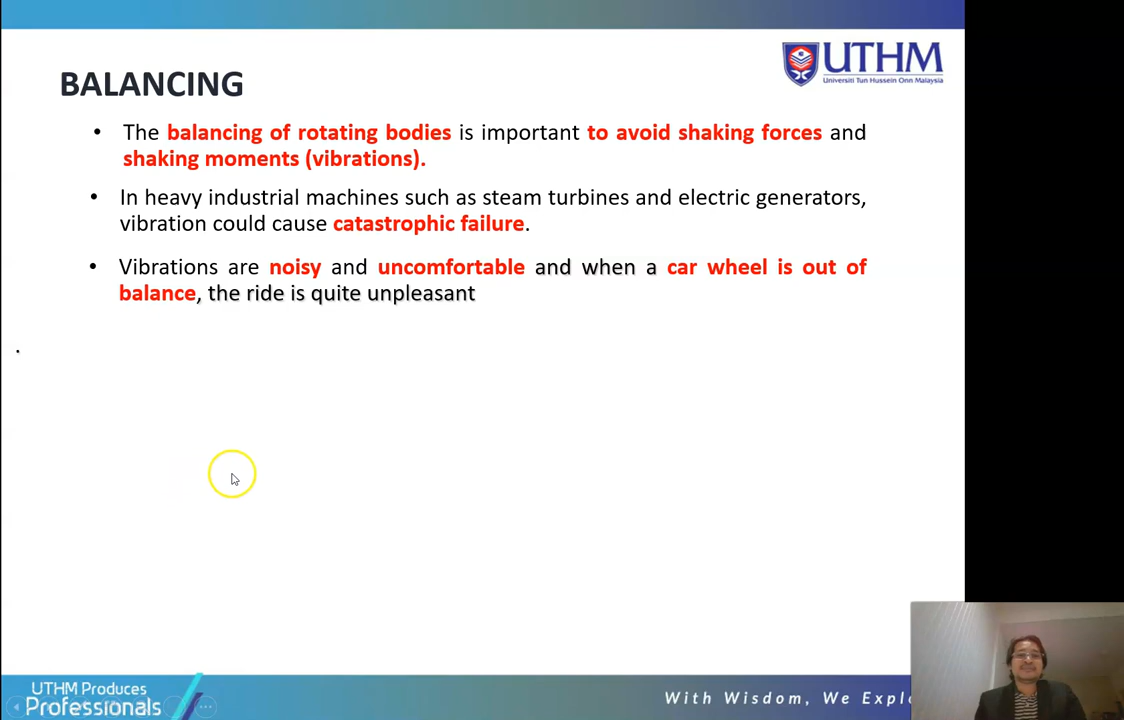 UTHM
Universiti Tun Hussein Onn Malaysia
BALANCING
• The balancing of rotating bodies is important to avoid shaking forces and
shaking moments (vibrations).
• In heavy industrial machines such as steam turbines and electric generators,
vibration could cause catastrophic failure.
• Vibrations are noisy and uncomfortable and when a car wheel is out of
balance, the ride is quite unpleasant
.
UTHM Produces
Professionals
With Wisdom, We Explo